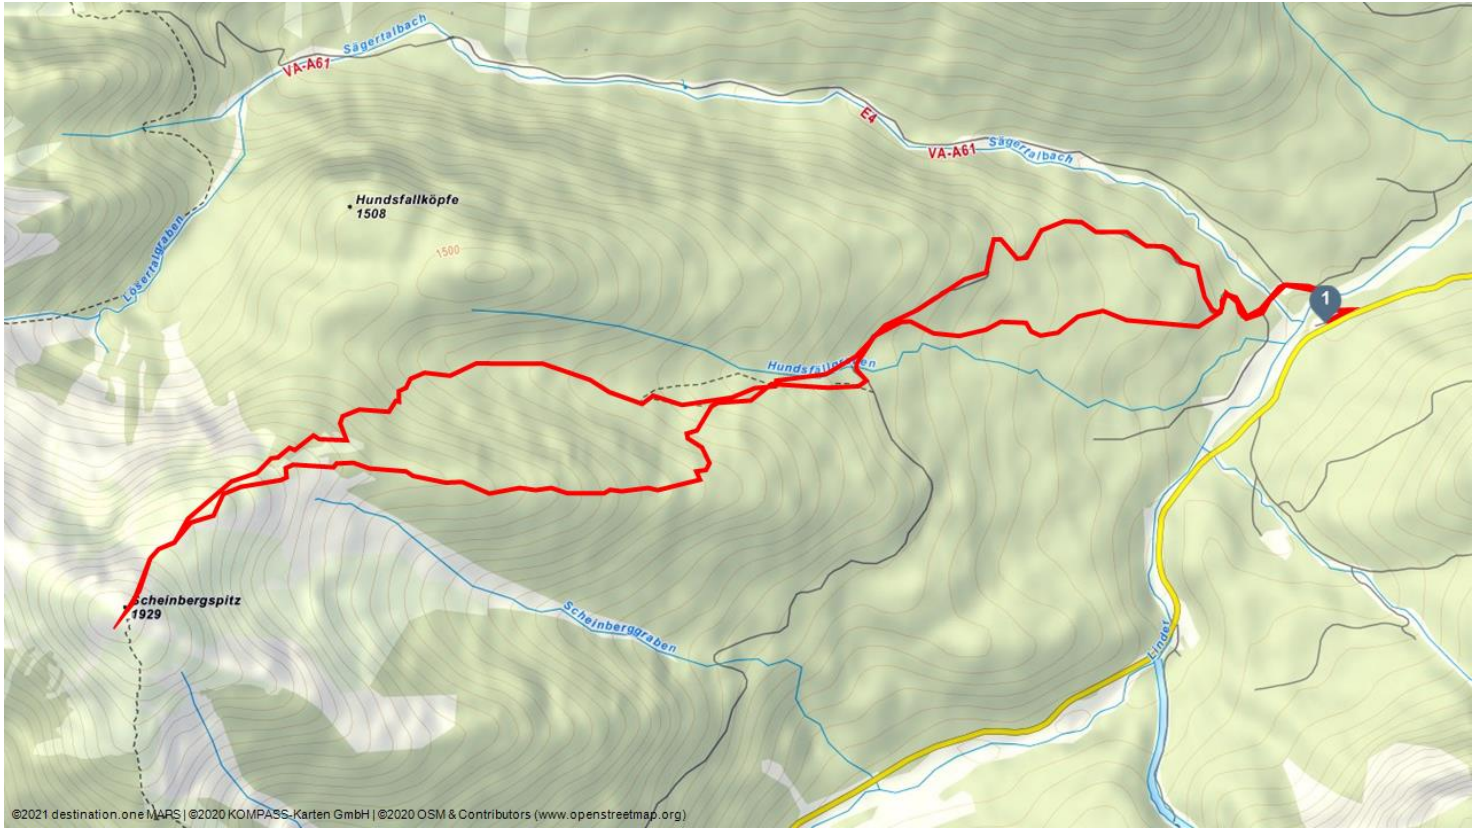 Sägertalbach
VA-A61
E4
VA-A61
Sägertalbach
Hundsfallköpfe
1508
1500
Lösertalgraben
1
Hundsfallgraben
Scheinbergspitz
1929
Scheinberggraben
Linder
©2021 destination.one MAPS | ©2020 KOMPASS-Karten GmbH | ©2020 OSM & Contributors (www.openstreetmap.org)